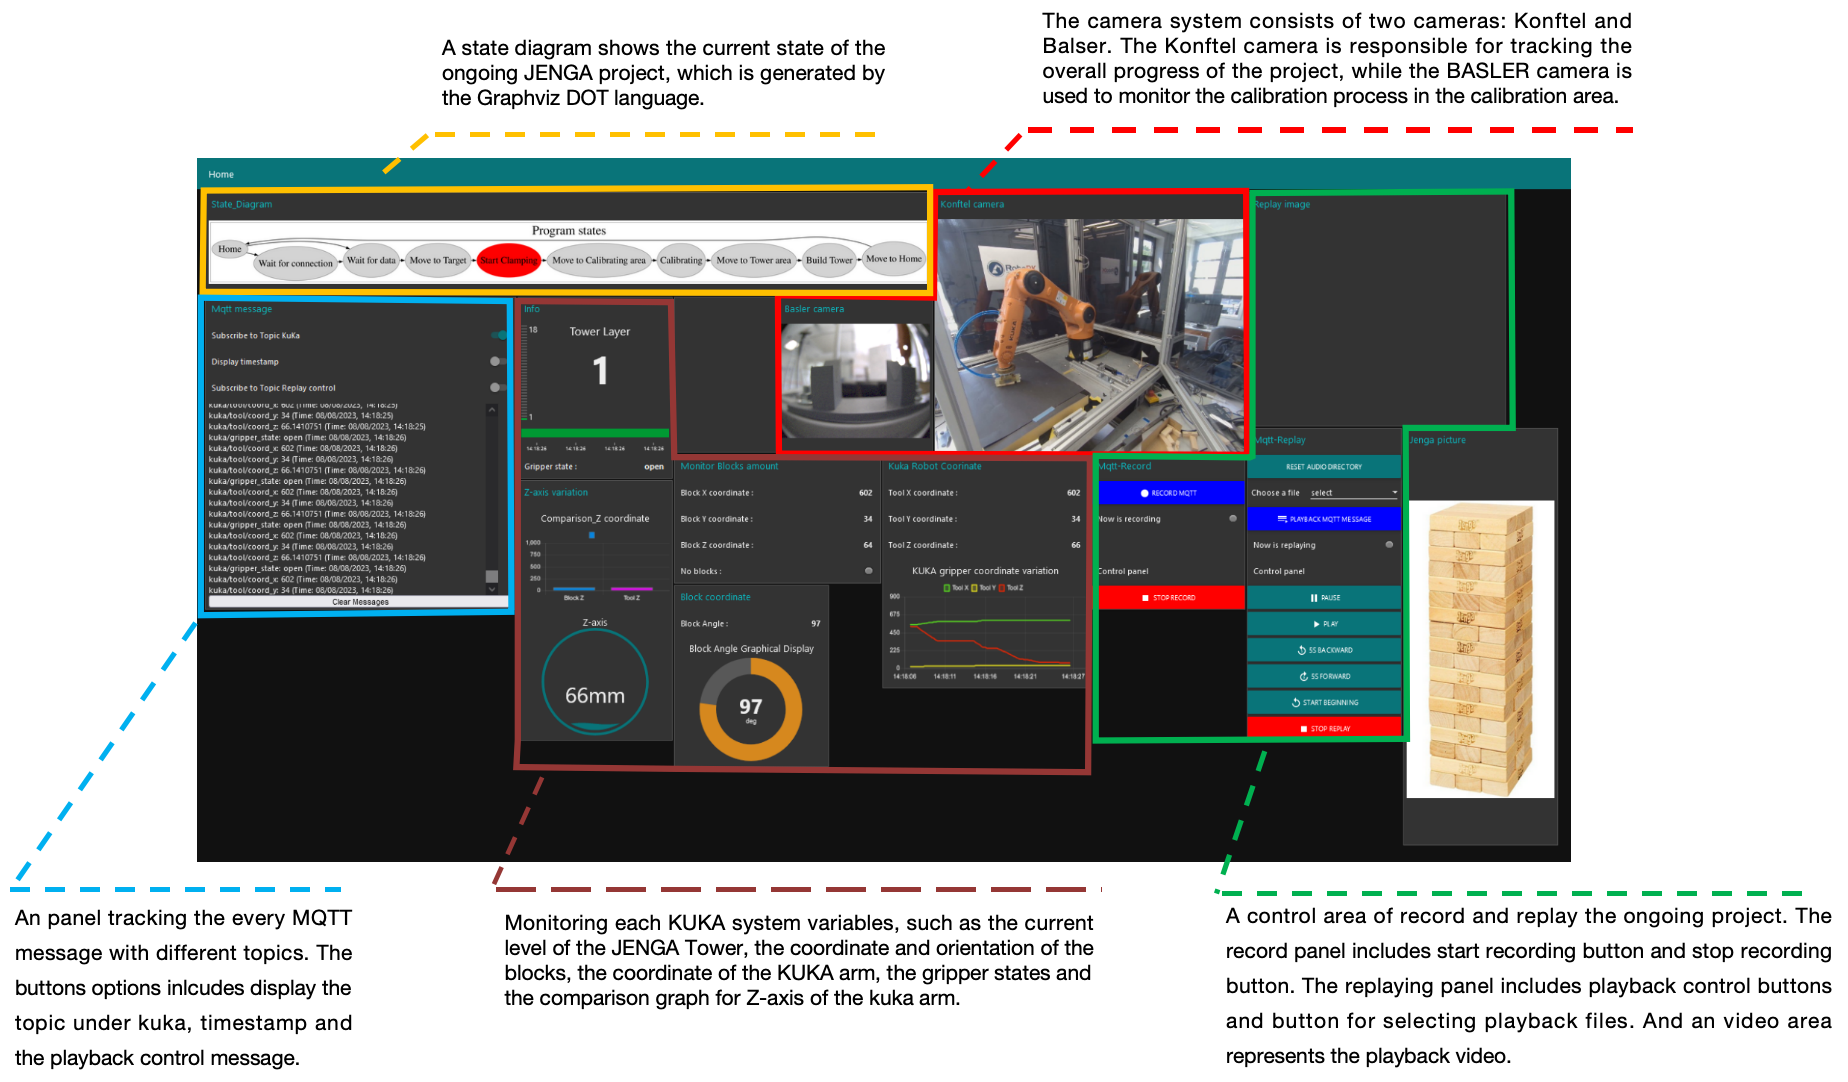 A state diagram shows the current state of the
ongoing JENGA project, which is generated by
the Graphviz DOT language.
The camera system consists of two cameras: Konftel and
Balser. The Konftel camera is responsible for tracking the
overall progress of the project, while the BASLER camera is
used to monitor the calibration process in the calibration area.
Home
State_Diagram
Program states
Home
Wait for connection
Wait for data
Move to Target
Start Clamping
Move to Calibrating area
Calibrating
Move to Tower area
Build Tower
Move to Home
Konftel camera
KUKA
Replay image
Mqtt message
Subscribe to Topic KuKa
Display timestamp
Subscribe to Topic Replay control
kuka/tool/coord_x: 602 (Time: 08/08/2023, 14:18:25)
kuka/tool/coord_y: 34 (Time: 08/08/2023, 14:18:25)
kuka/tool/coord_z: 66.1410751 (Time: 08/08/2023, 14:18:25)
kuka/gripper_state: open (Time: 08/08/2023, 14:18:26)
kuka/tool/coord_x: 602 (Time: 08/08/2023, 14:18:26)
kuka/tool/coord_y: 34 (Time: 08/08/2023, 14:18:26)
kuka/tool/coord_z: 66.1410751 (Time: 08/08/2023, 14:18:26)
kuka/gripper_state: open (Time: 08/08/2023, 14:18:26)
kuka/tool/coord_x: 602 (Time: 08/08/2023, 14:18:26)
kuka/tool/coord_y: 34 (Time: 08/08/2023, 14:18:26)
kuka/tool/coord_z: 66.1410751 (Time: 08/08/2023, 14:18:26)
kuka/gripper_state: open (Time: 08/08/2023, 14:18:26)
kuka/tool/coord_x: 602 (Time: 08/08/2023, 14:18:26)
kuka/tool/coord_y: 34 (Time: 08/08/2023, 14:18:26)
kuka/tool/coord_z: 66.1410751 (Time: 08/08/2023, 14:18:26)
kuka/gripper_state: open (Time: 08/08/2023, 14:18:26)
kuka/tool/coord_x: 602 (Time: 08/08/2023, 14:18:26)
kuka/tool/coord_y: 34 (Time: 08/08/2023, 14:18:26)
Clear Messages
Info
18
Tower Layer
1
1
14:18:26 14:18:26 14:18:26 14:18:26
Gripper state : open
Z-axis variation
Comparison_Z coordinate
1,000
750
500
250
0
Block Z Tool Z
Z-axis
66mm
Basler camera
Monitor Blocks amount
Block X coordinate : 602
Block Y coordinate : 34
Block Z coordinate : 64
No blocks :
Block coordinate
Block Angle : 97
Block Angle Graphical Display
97
deg
Kuka Robot Coorinate
Tool X coordinate : 602
Tool Y coordinate : 34
Tool Z coordinate : 66
KUKA gripper coordinate variation
Tool X Tool Y Tool Z
900
675
450
225
0
14:18:06 14:18:11 14:18:16 14:18:21 14:18:27
Mqtt-Record
RECORD MQTT
Now is recording
Control panel
STOP RECORD
Mqtt-Replay
RESET AUDIO DIRECTORY
Choose a file select
PLAYBACK MQTT MESSAGE
Now is replaying
Control panel
PAUSE
PLAY
5S BACKWARD
5S FORWARD
START BEGINNING
STOP REPLAY
Jenga picture
An panel tracking the every MQTT
message with different topics. The
buttons options inlcudes display the
topic under kuka, timestamp and
the playback control message.
Monitoring each KUKA system variables, such as the current
level of the JENGA Tower, the coordinate and orientation of the
blocks, the coordinate of the KUKA arm, the gripper states and
the comparison graph for Z-axis of the kuka arm.
A control area of record and replay the ongoing project. The
record panel includes start recording button and stop recording
button. The replaying panel includes playback control buttons
and button for selecting playback files. And an video area
represents the playback video.